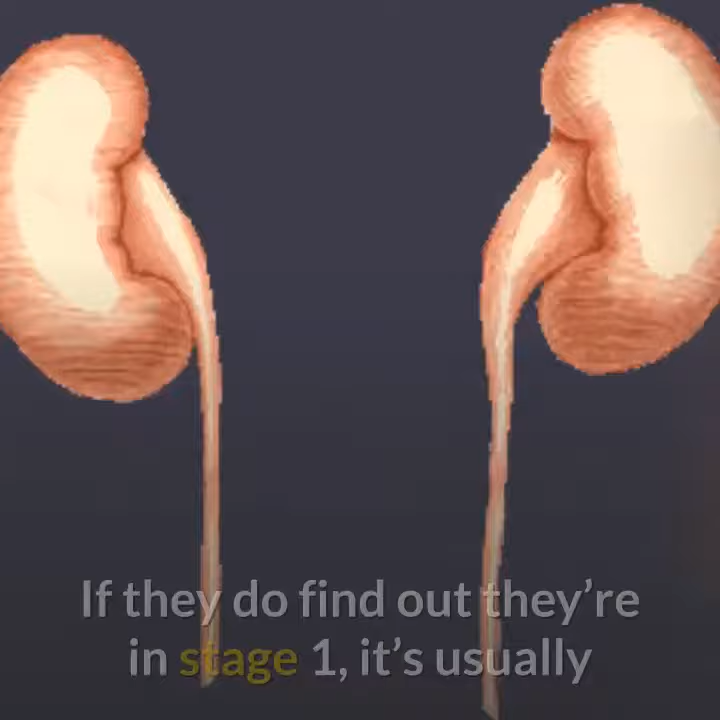 If they do find out they’re
in stage 1, it’s usually